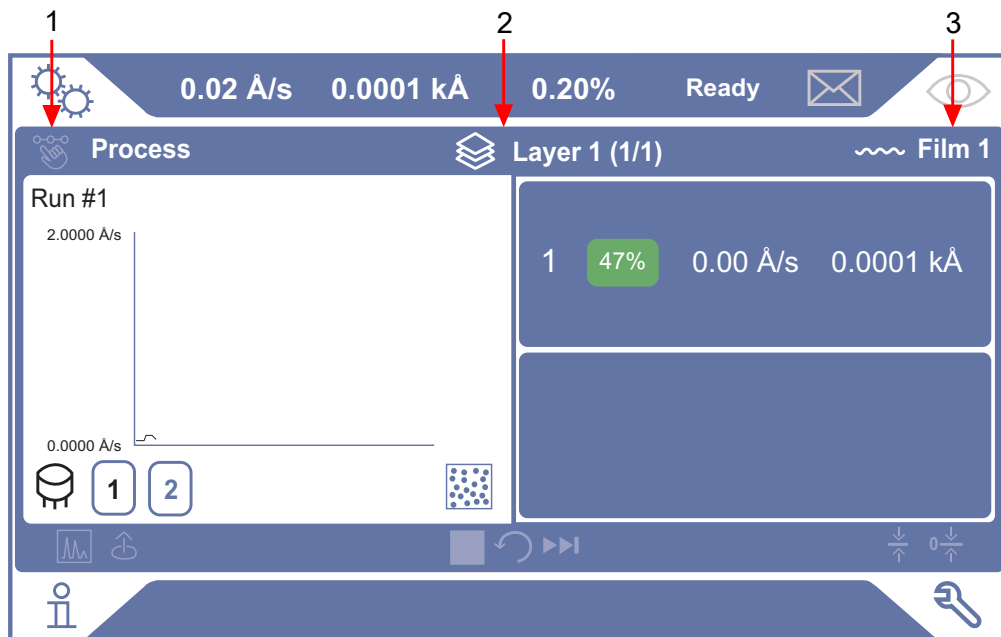 1 2 3
0.02 Å/s 0.0001 kÅ 0.20% Ready
Process Layer 1 (1/1) Film 1
Run #1
2.0000 Å/s
1 47% 0.00 Å/s 0.0001 kÅ
0.0000 Å/s
1 2
0